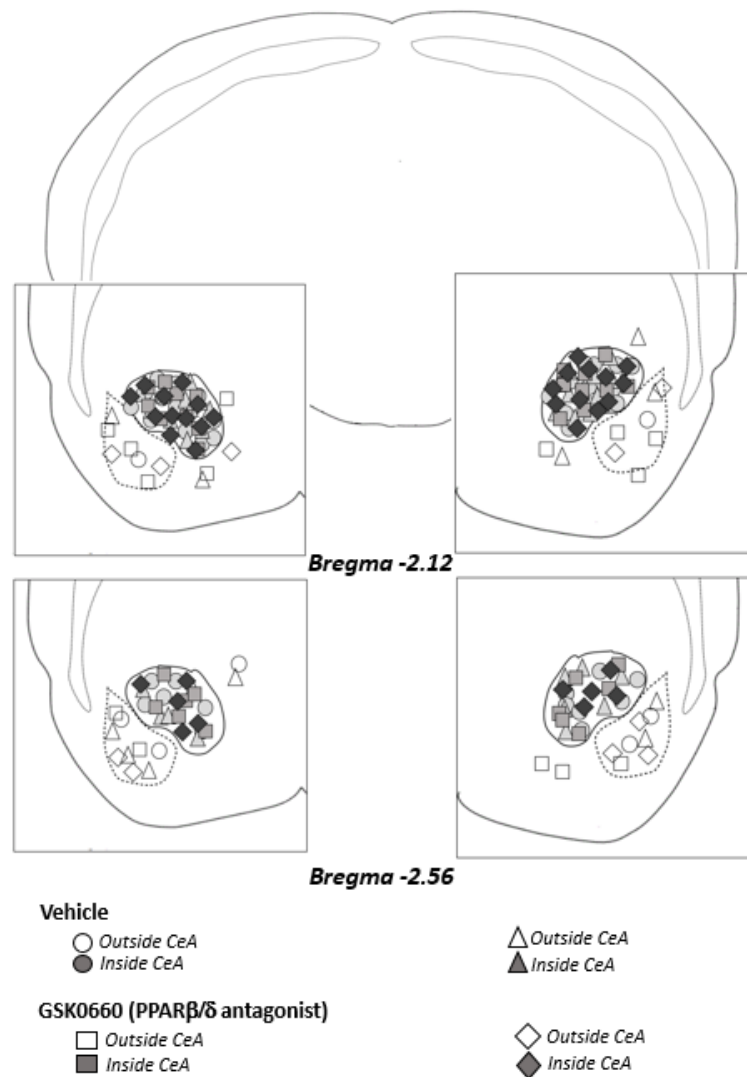 Bregma -2.12
Bregma -2.56
Vehicle
Outside CeA
Inside CeA
Outside CeA
Inside CeA
GSK0660 (PPARβ/δ antagonist)
Outside CeA
Inside CeA
Outside CeA
Inside CeA